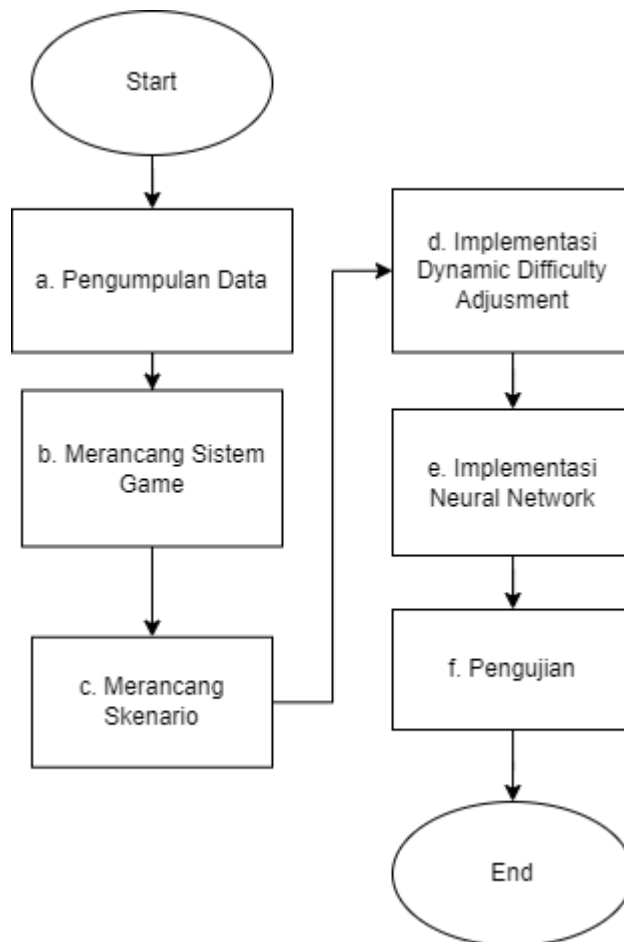 Start
a. Pengumpulan Data
b. Merancang Sistem
Game
c. Merancang
Skenario
d. Implementasi
Dynamic Difficulty
Adjusment
e. Implementasi
Neural Network
f. Pengujian
End